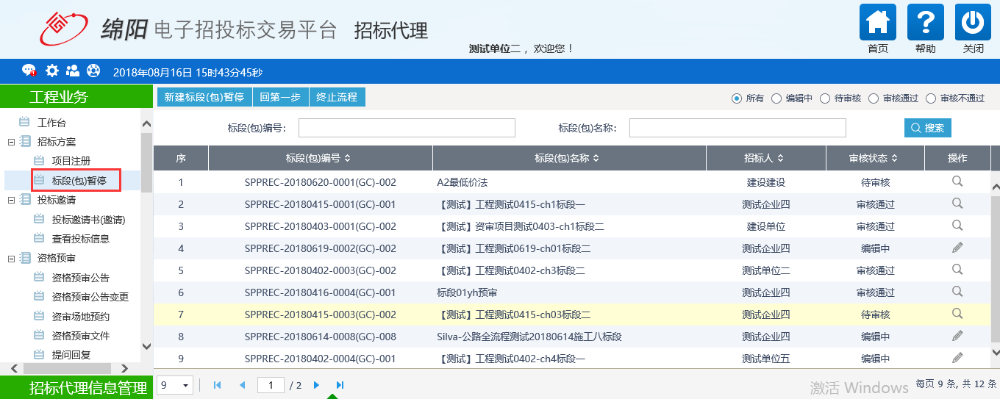 绵阳 电子招投标交易平台 招标代理
测试单位二 ，欢迎您！
首页 帮助 关闭
2018年08月16日 15时43分45秒
工程业务
工作台
招标方案
项目注册
标段(包)暂停
投标邀请
投标邀请书(邀请)
查看投标信息
资格预审
资格预审公告
资格预审公告变更
资审场地预约
资格预审文件
提问回复
招标代理信息管理
新建标段(包)暂停 回第一步 终止流程
所有 编辑中 待审核 审核通过 审核不通过
标段(包)编号： 标段(包)名称： 搜索
序 标段(包)编号 标段(包)名称 招标人 审核状态 操作
1 SPPREC-20180620-0001(GC)-002 A2最低价法 建设建设 待审核
2 SPPREC-20180415-0001(GC)-001 【测试】工程测试0415-ch1标段一 测试企业四 审核通过
3 SPPREC-20180403-0001(GC)-002 【测试】资审项目测试0403-ch1标段二 建设单位 审核通过
4 SPPREC-20180619-0002(GC)-002 【测试】工程测试0619-ch01标段二 测试企业四 编辑中
5 SPPREC-20180402-0003(GC)-002 【测试】工程测试0402-ch3标段二 测试单位二 审核通过
6 SPPREC-20180416-0004(GC)-001 标段01yh预审 测试企业四 审核通过
7 SPPREC-20180415-0003(GC)-002 【测试】工程测试0415-ch03标段二 测试企业四 待审核
8 SPPREC-20180614-0008(GC)-008 Silva-公路全流程测试20180614施工八标段 测试企业四 编辑中
9 SPPREC-20180402-0004(GC)-001 【测试】工程测试0402-ch4标段一 测试单位五 编辑中
9 1 / 2 激活 Windows 每页 9 条, 共 12 条